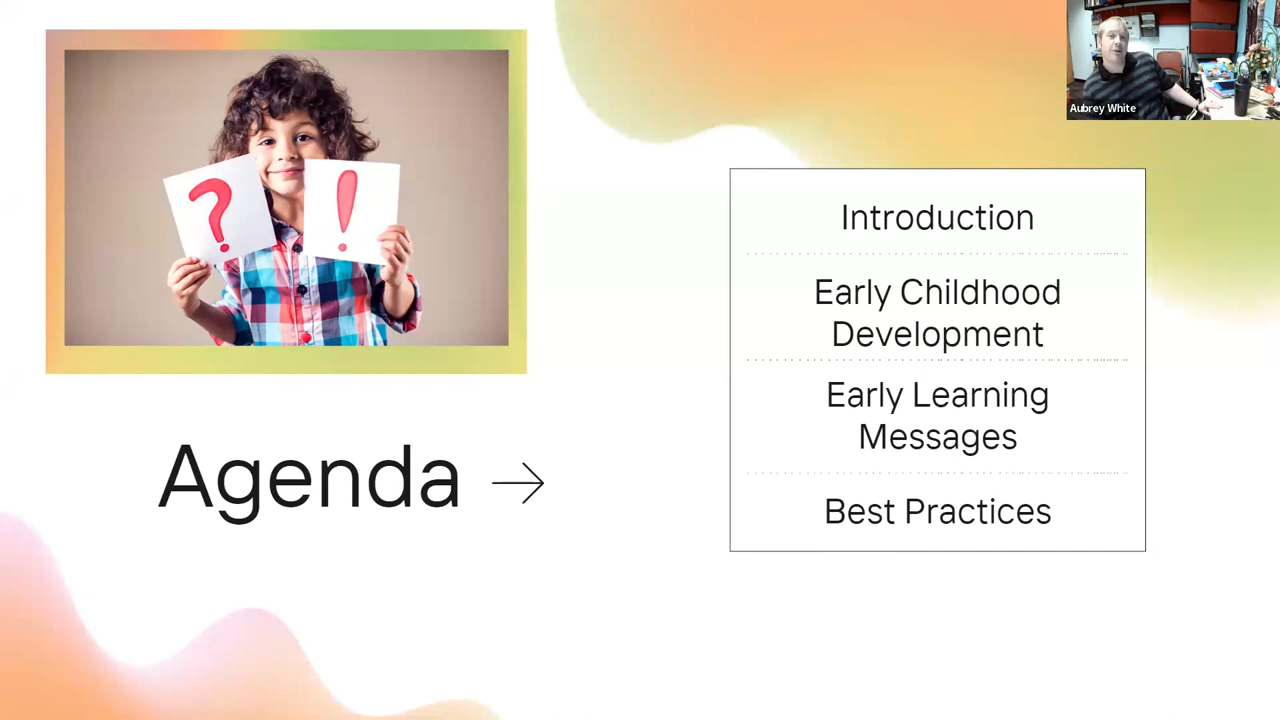 ? !
Aubrey White
Agenda →
Introduction
Early Childhood
Development
Early Learning
Messages
Best Practices